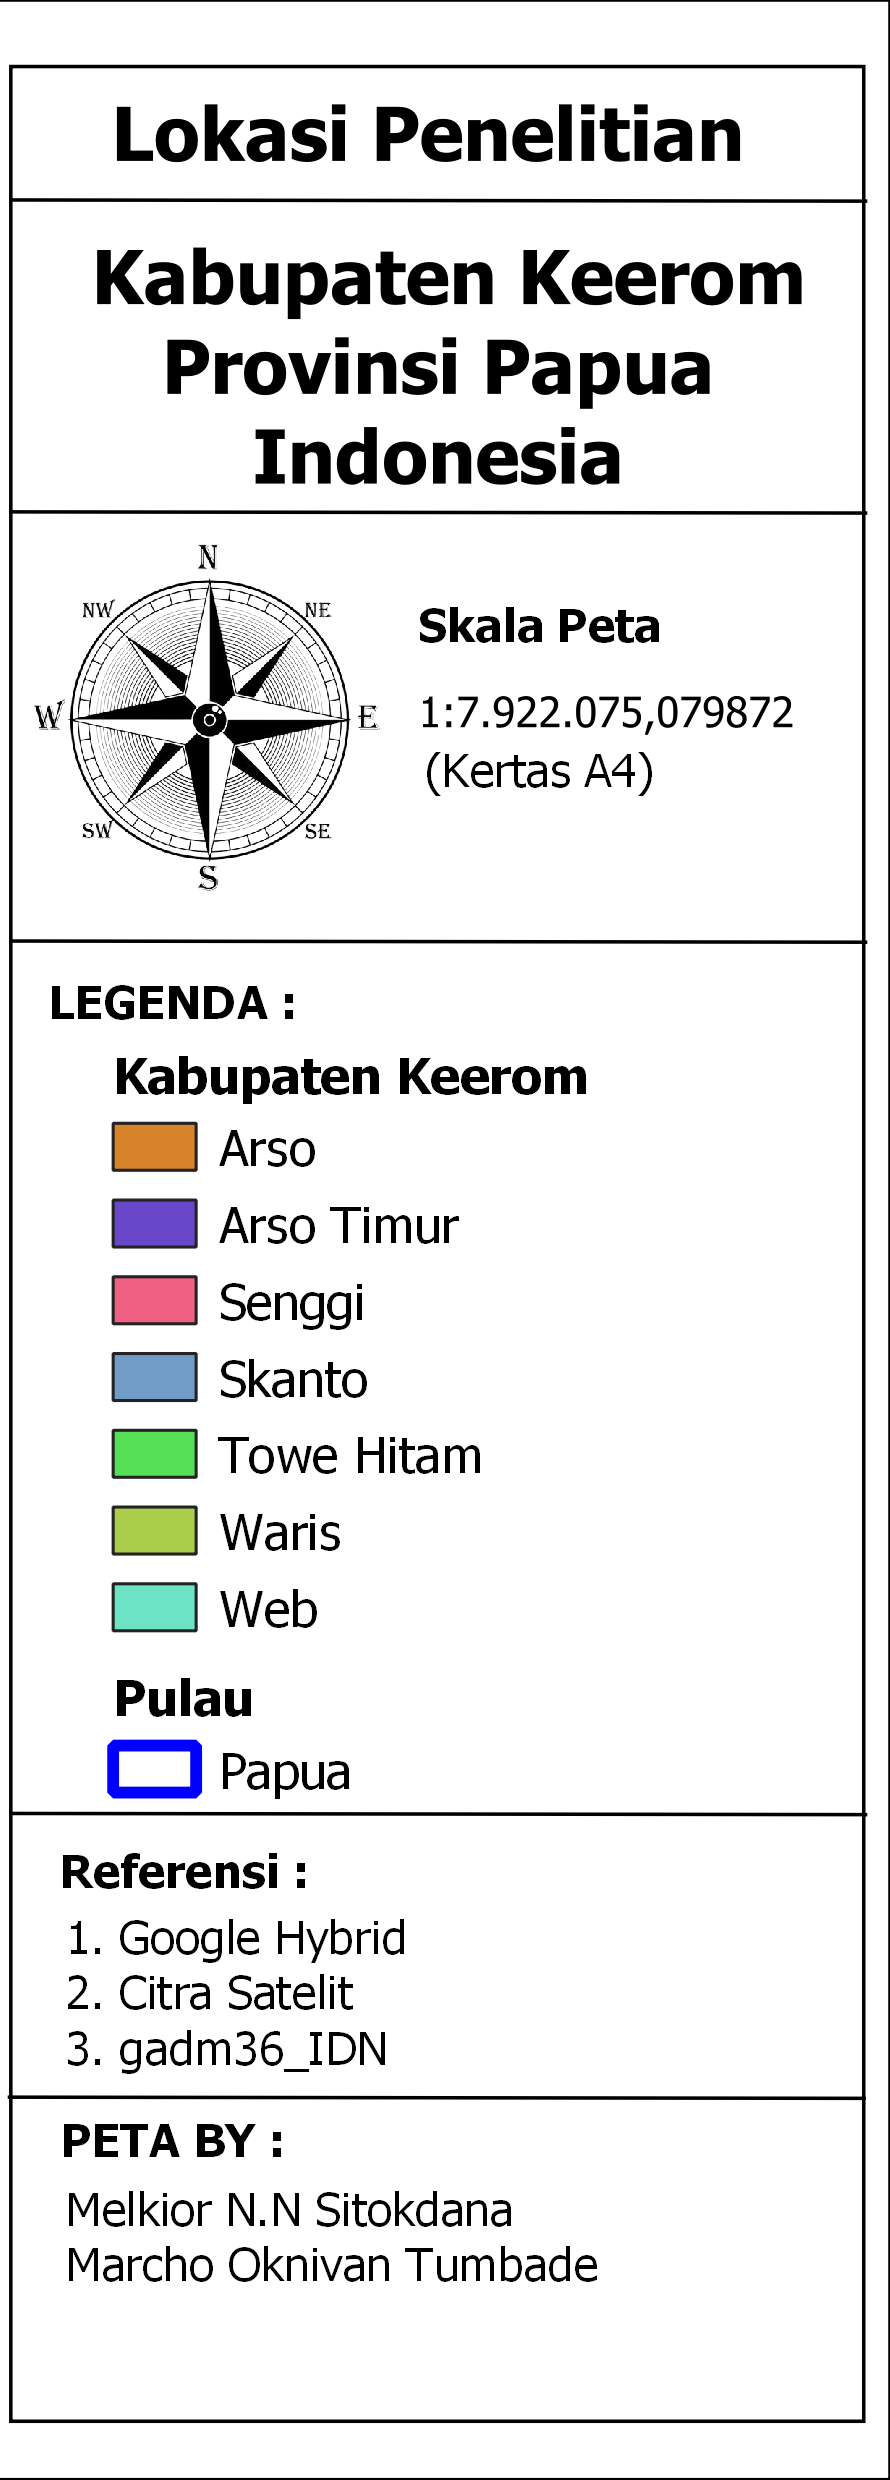 Lokasi Penelitian
Kabupaten Keerom
Provinsi Papua
Indonesia
N
NW
NE
W
E
SW
SE
S
Skala Peta
1:7.922.075,079872
(Kertas A4)
LEGENDA :
Kabupaten Keerom
Arso
Arso Timur
Senggi
Skanto
Towe Hitam
Waris
Web
Pulau
Papua
Referensi :
1. Google Hybrid
2. Citra Satelit
3. gadm36_IDN
PETA BY :
Melkior N.N Sitokdana
Marcho Oknivan Tumbade